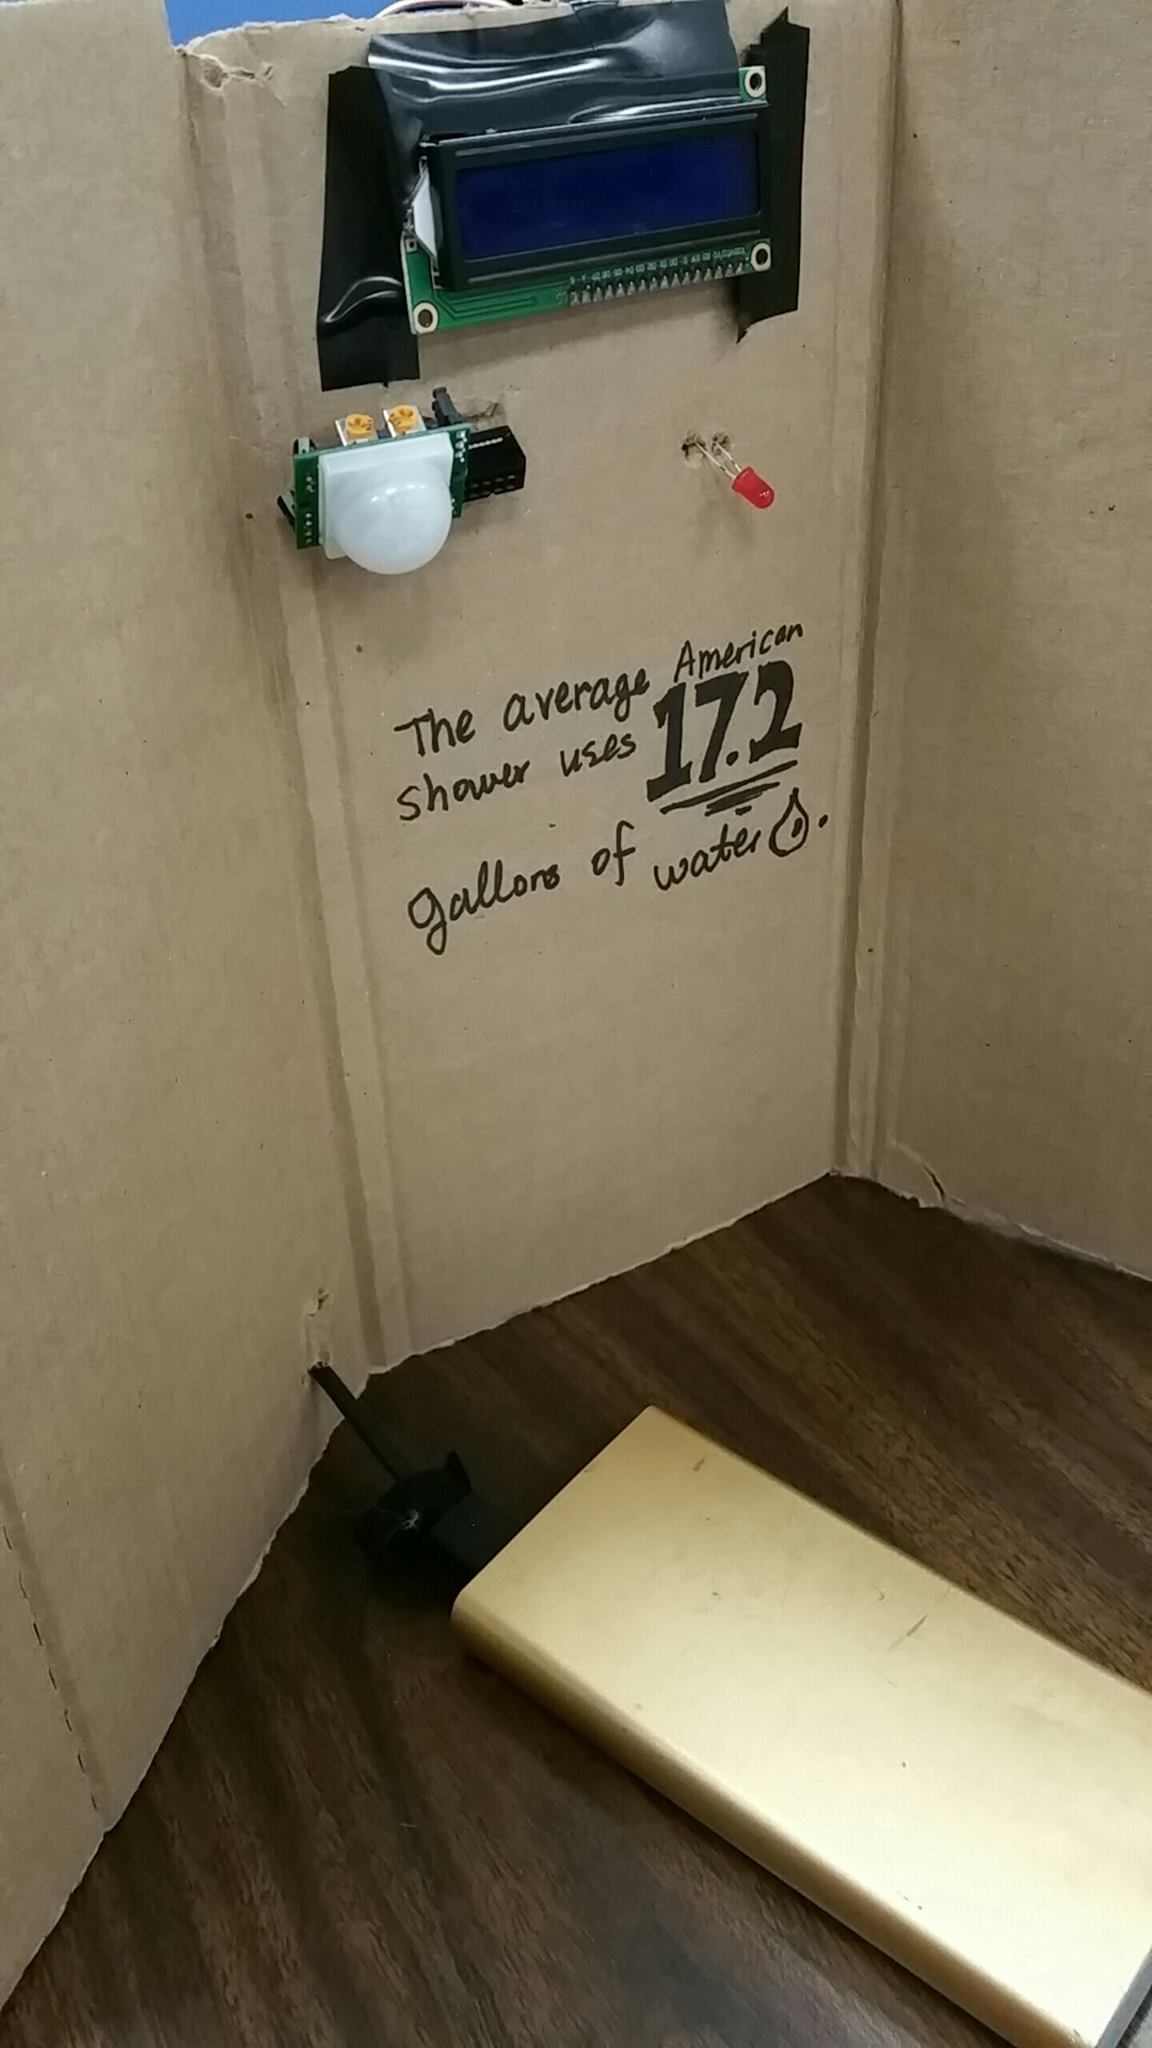 The average American
shower uses 17.2
gallons of water.